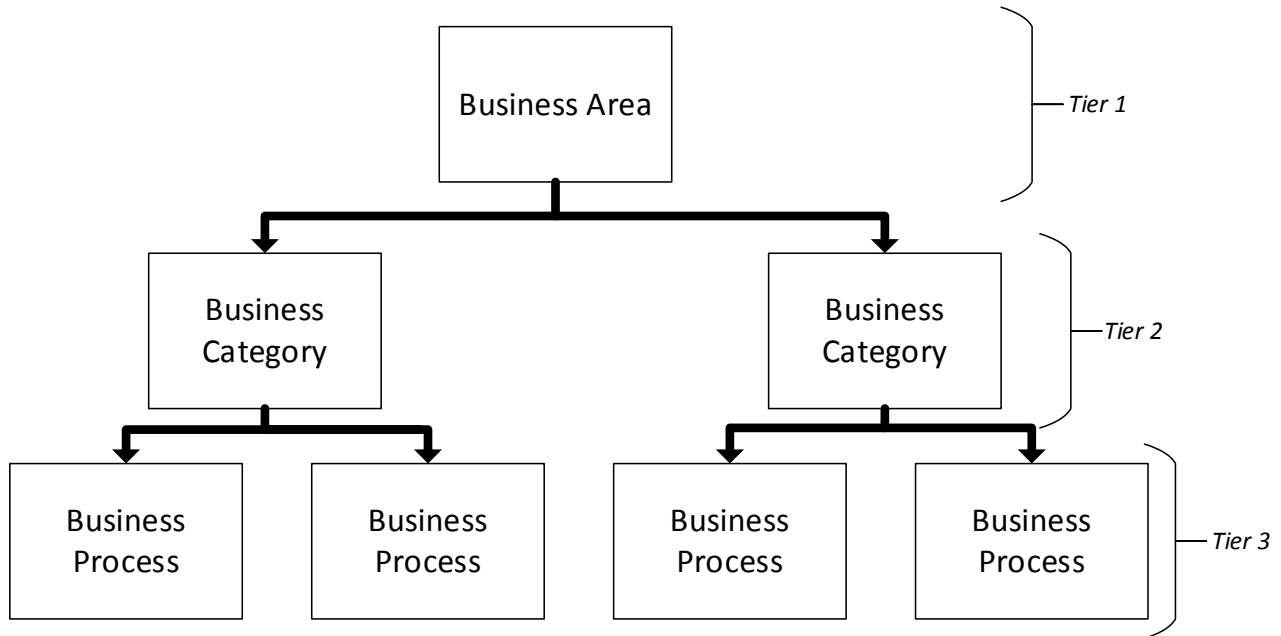 Business Area
Tier 1
Business
Category
Business
Category
Tier 2
Business
Process
Business
Process
Business
Process
Business
Process
Tier 3